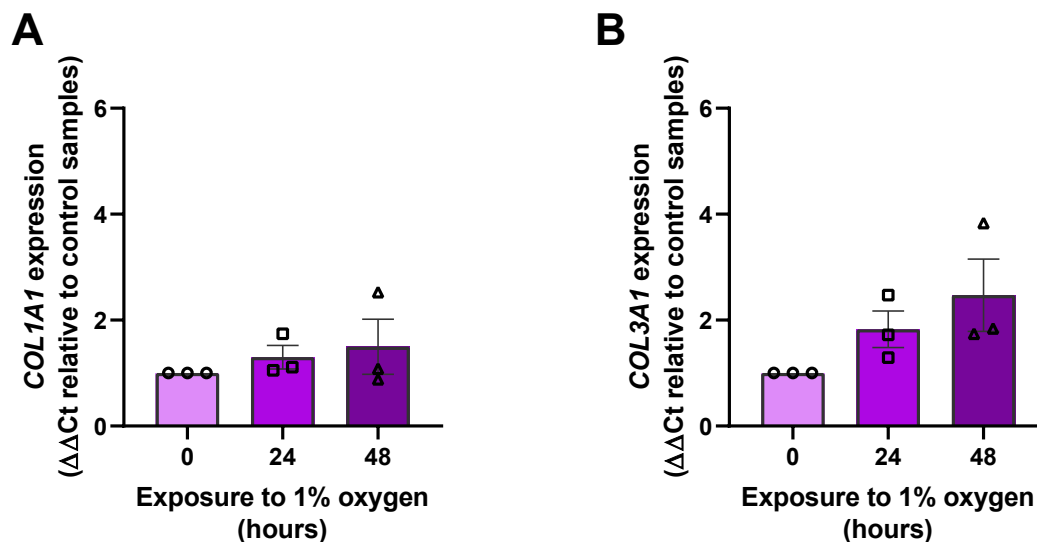 A
COL1A1 expression
(ΔΔCt relative to control samples)
6
4
2
0
0 24 48
Exposure to 1% oxygen
(hours)
B
COL3A1 expression
(ΔΔCt relative to control samples)
6
4
2
0
0 24 48
Exposure to 1% oxygen
(hours)